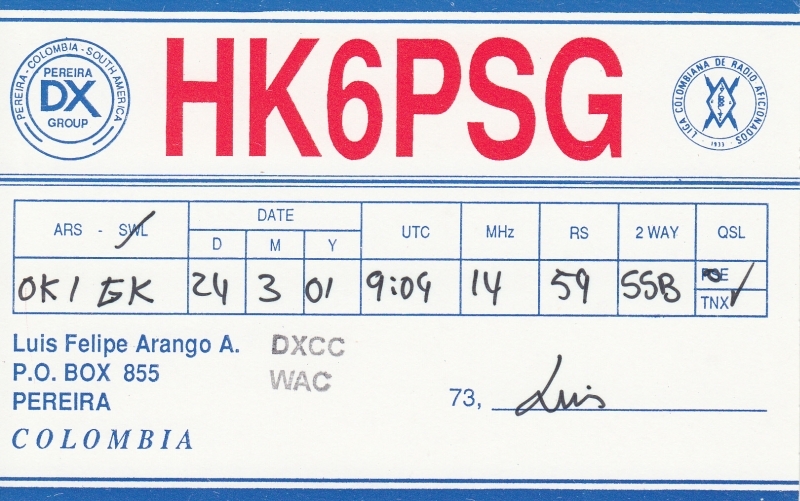 PEREIRA - COLOMBIA - SOUTH AMERICA
PEREIRA
DX
GROUP
HK6PSG
LIGA COLOMBIANA DE RADIO AFICIONADOS
1933
ARS - SWL
DATE
UTC
MHz
RS
2 WAY
QSL
D M Y
OK1 24 3 01 9:09 14 59 SSB
TNX
Luis Felipe Arango A.
DXCC
P.O. BOX 855
WAC
PEREIRA
73, Luis
COLOMBIA